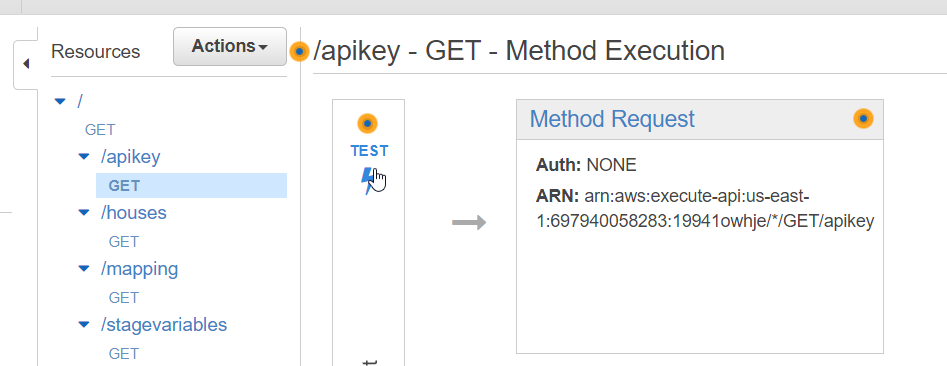 Resources
Actions
/apikey - GET - Method Execution
/
GET
/apikey
GET
/houses
GET
/mapping
GET
/stagevariables
GET
TEST
Method Request
Auth: NONE
ARN: arn:aws:execute-api:us-east-
1:697940058283:19941owhje/*/GET/apikey